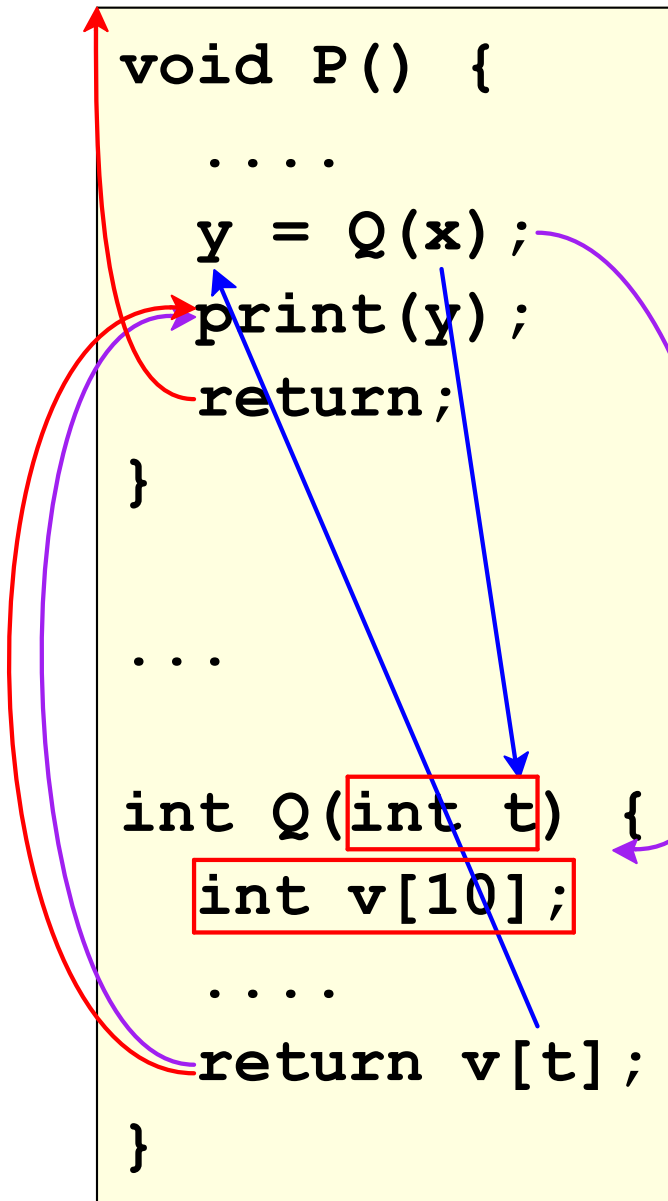 void P() {
....
y = Q(x);
print(y);
return;
}
...
int Q(int t) {
int v[10];
....
return v[t];
}